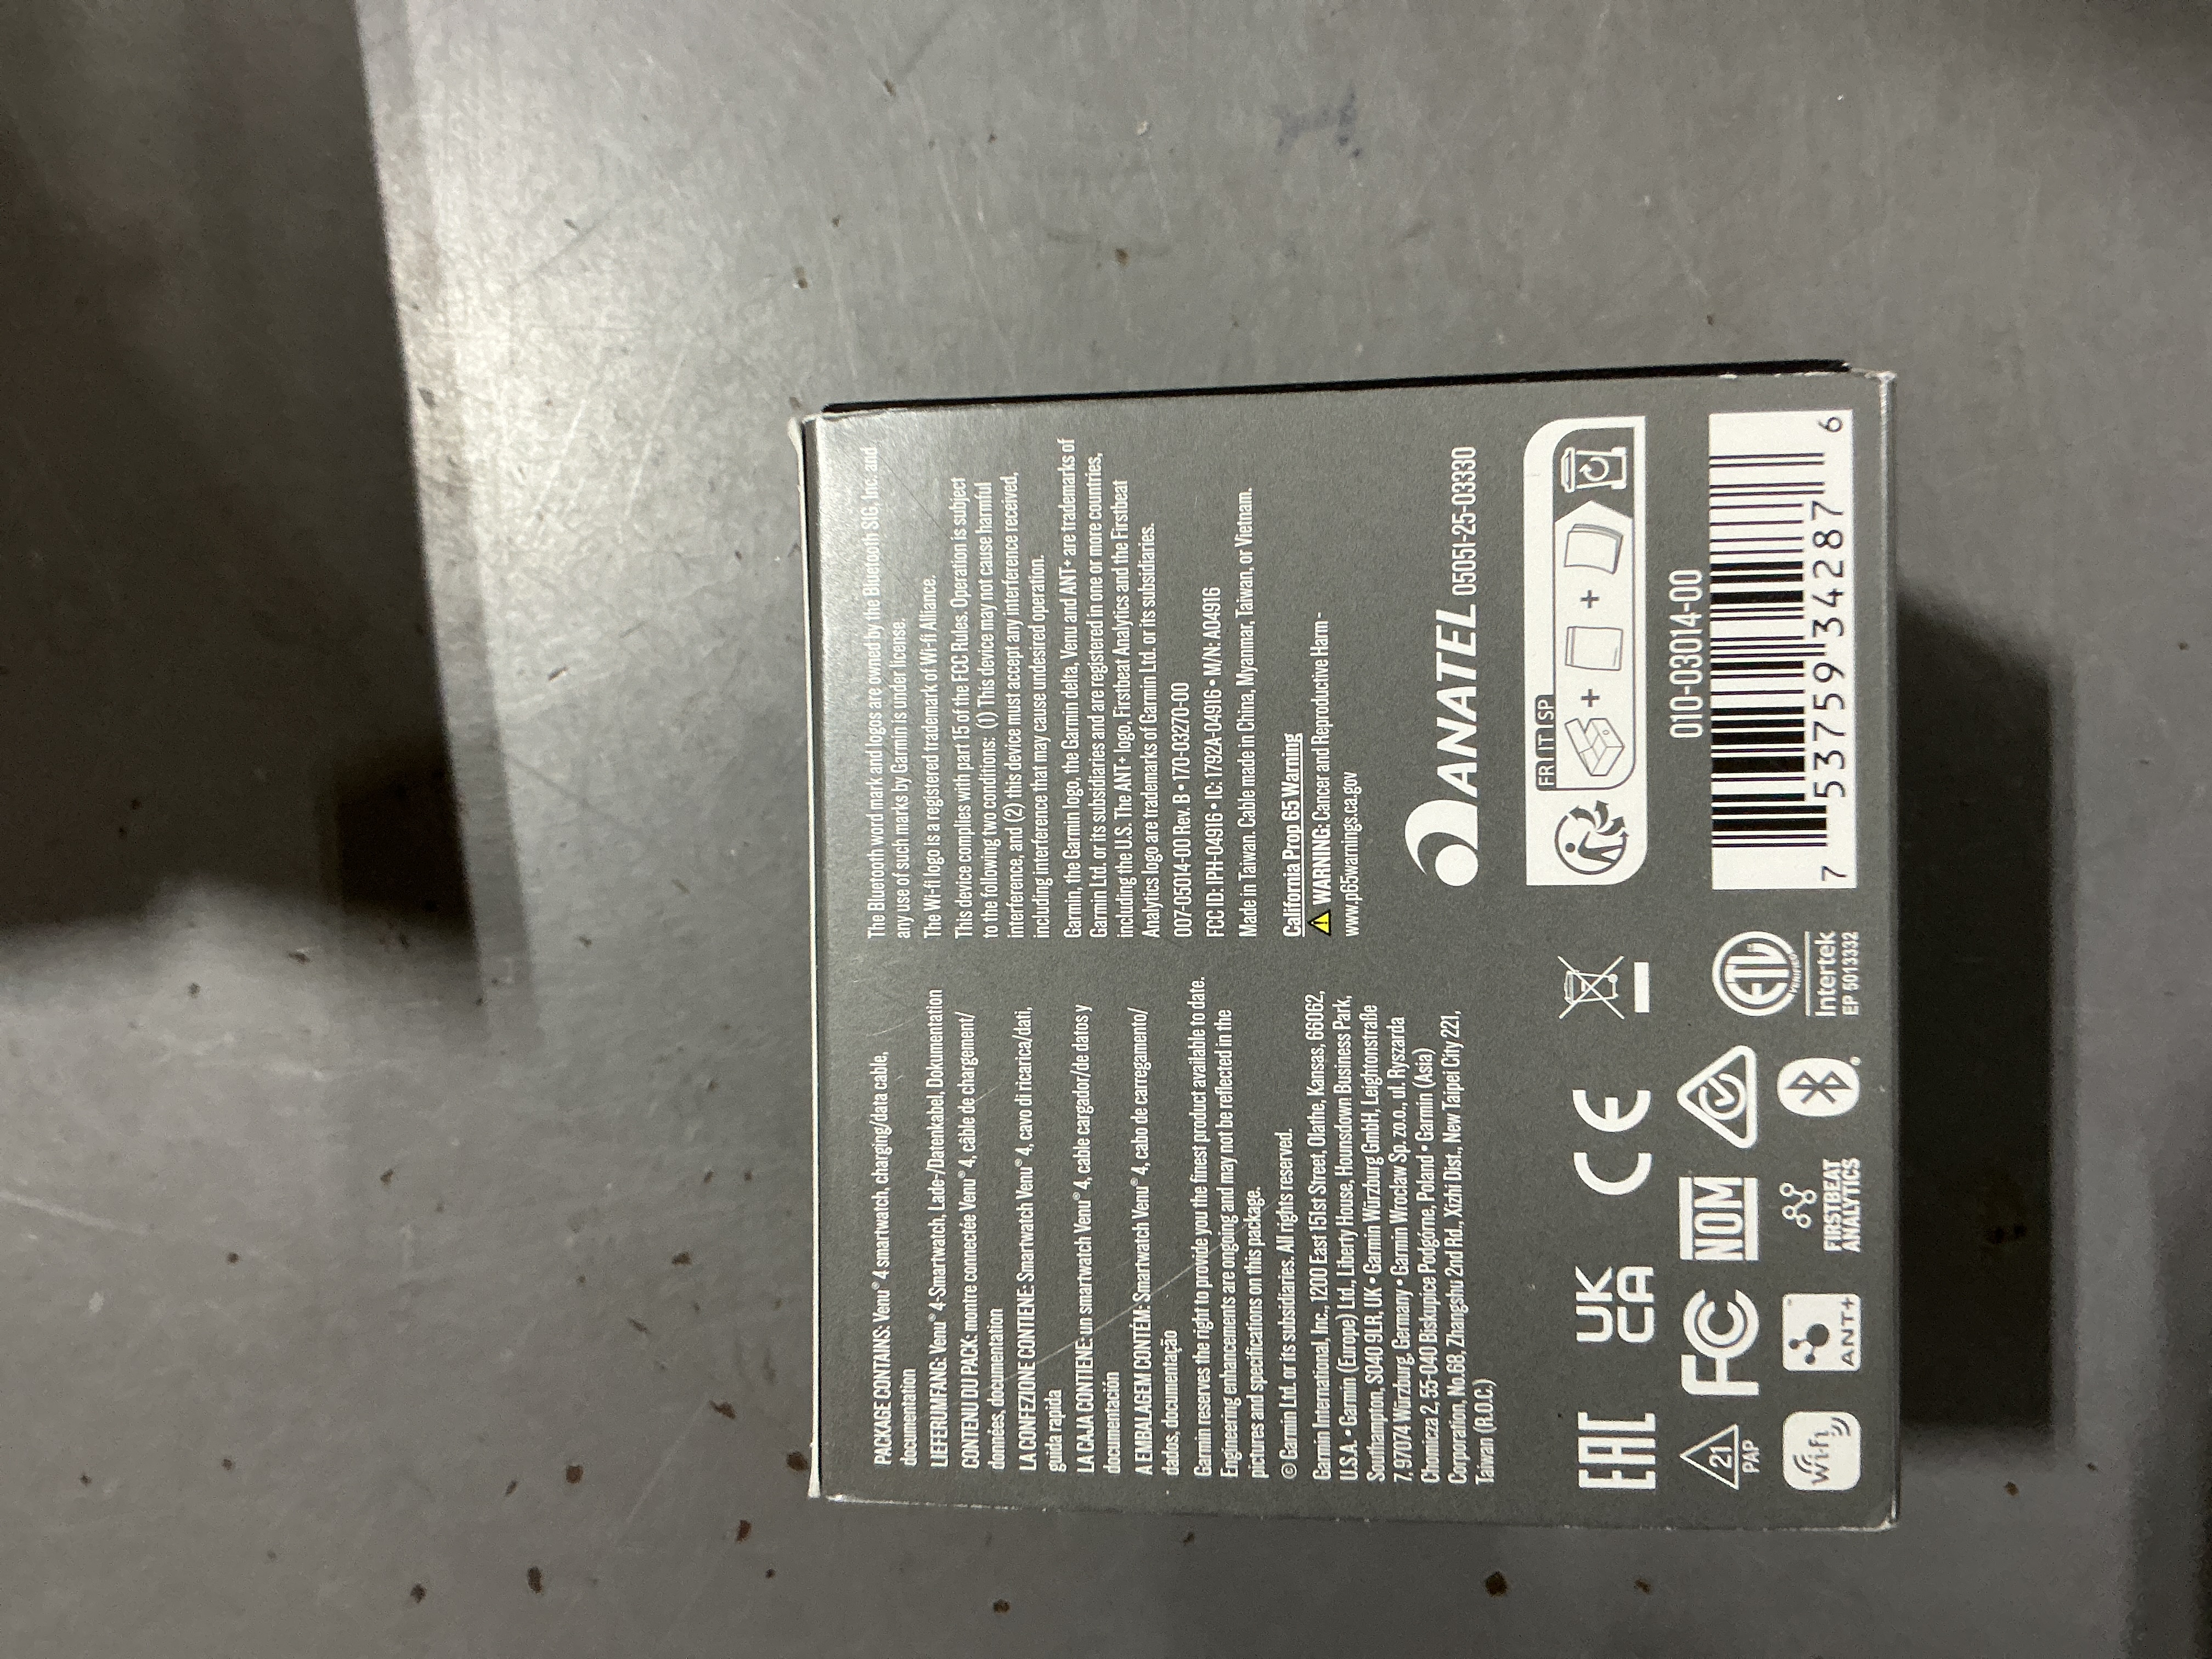 PACKAGE CONTAINS: Venu® 4 smartwatch, charging/data cable,
documentation
LIEFERUMFANG: Venu® 4-Smartwatch, Lade-/Datenkabel, Dokumentation
CONTENU DU PACK: montre connectée Venu® 4, câble de chargement/
données, documentation
LA CONFEZIONE CONTIENE: Smartwatch Venu® 4, cavo di ricarica/dati,
guida rapida
LA CAJA CONTIENE: un smartwatch Venu® 4, cable cargador/de datos y
documentación
A EMBALAGEM CONTÉM: Smartwatch Venu® 4, cabo de carregamento/
dados, documentação
Garmin reserves the right to provide you the finest product available to date.
Engineering enhancements are ongoing and may not be reflected in the
pictures and specifications on this package.
© Garmin Ltd. or its subsidiaries. All rights reserved.
Garmin International, Inc., 1200 East 151st Street, Olathe, Kansas, 66062,
U.S.A. • Garmin (Europe) Ltd., Liberty House, Hounsdown Business Park,
Southampton, SO40 9LR, UK • Garmin Würzburg GmbH, Leightonstraße
7, 97074 Würzburg, Germany • Garmin Wroclaw Sp. zo.o., ul. Ryszarda
Chomicza 2, 55-040 Biskupice Podgórne, Poland • Garmin (Asia)
Corporation, No.68, Zhangshu 2nd Rd., Xizhi Dist., New Taipei City 221,
Taiwan (R.O.C.)
EAC
UK
CA
CE
21
PAP
FC
NOM
Wi-Fi
ANT+
FIRSTBEAT
ANALYTICS
ETL
VERIFIED
Intertek
EP 5013332
The Bluetooth word mark and logos are owned by the Bluetooth SIG, Inc. and
any use of such marks by Garmin is under license.
The Wi-fi logo is a registered trademark of Wi-fi Alliance.
This device complies with part 15 of the FCC Rules. Operation is subject
to the following two conditions: (1) This device may not cause harmful
interference, and (2) this device must accept any interference received,
including interference that may cause undesired operation.
Garmin, the Garmin logo, the Garmin delta, Venu and ANT+ are trademarks of
Garmin Ltd. or its subsidiaries and are registered in one or more countries,
including the U.S. The ANT+ logo, Firstbeat Analytics and the Firstbeat
Analytics logo are trademarks of Garmin Ltd. or its subsidiaries.
007-05014-00 Rev. B • 170-03270-00
FCC ID: IPH-04916 • IC: 1792A-04916 • M/N: A04916
Made in Taiwan. Cable made in China, Myanmar, Taiwan, or Vietnam.
California Prop 65 Warning
WARNING: Cancer and Reproductive Harm -
www.p65warnings.ca.gov
ANATEL 05051-25-03330
FR IT SP
010-03014-00
7 53759 34287 6